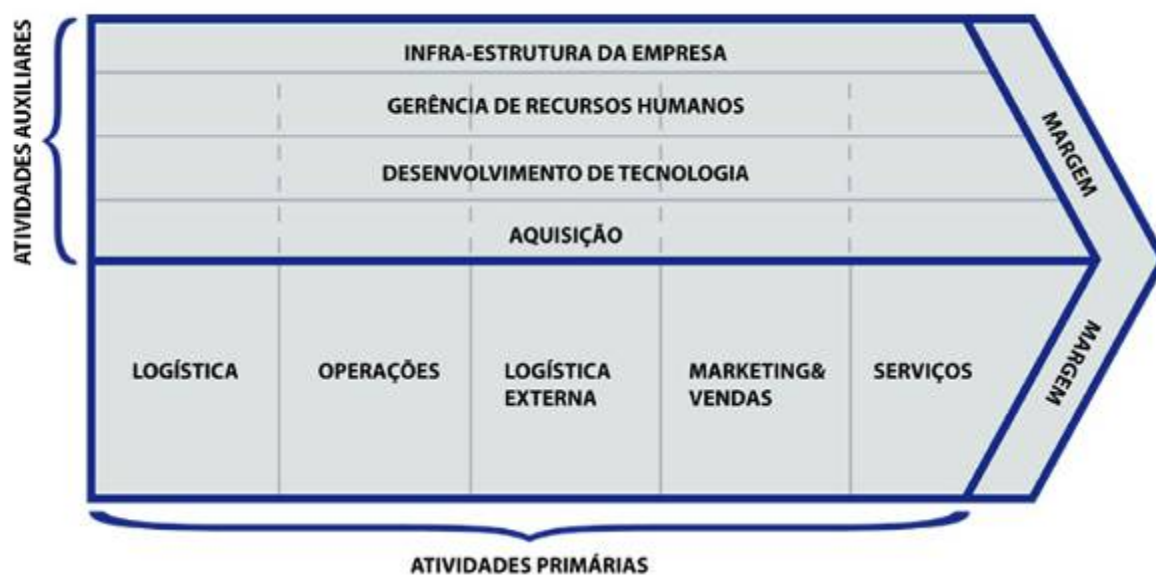 ATIVIDADES AUXILIARES
INFRA-ESTRUTURA DA EMPRESA
GERÊNCIA DE RECURSOS HUMANOS
DESENVOLVIMENTO DE TECNOLOGIA
AQUISIÇÃO
MARGEM
LOGÍSTICA
OPERAÇÕES
LOGÍSTICA
EXTERNA
MARKETING&
VENDAS
SERVIÇOS
MARGEM
ATIVIDADES PRIMÁRIAS